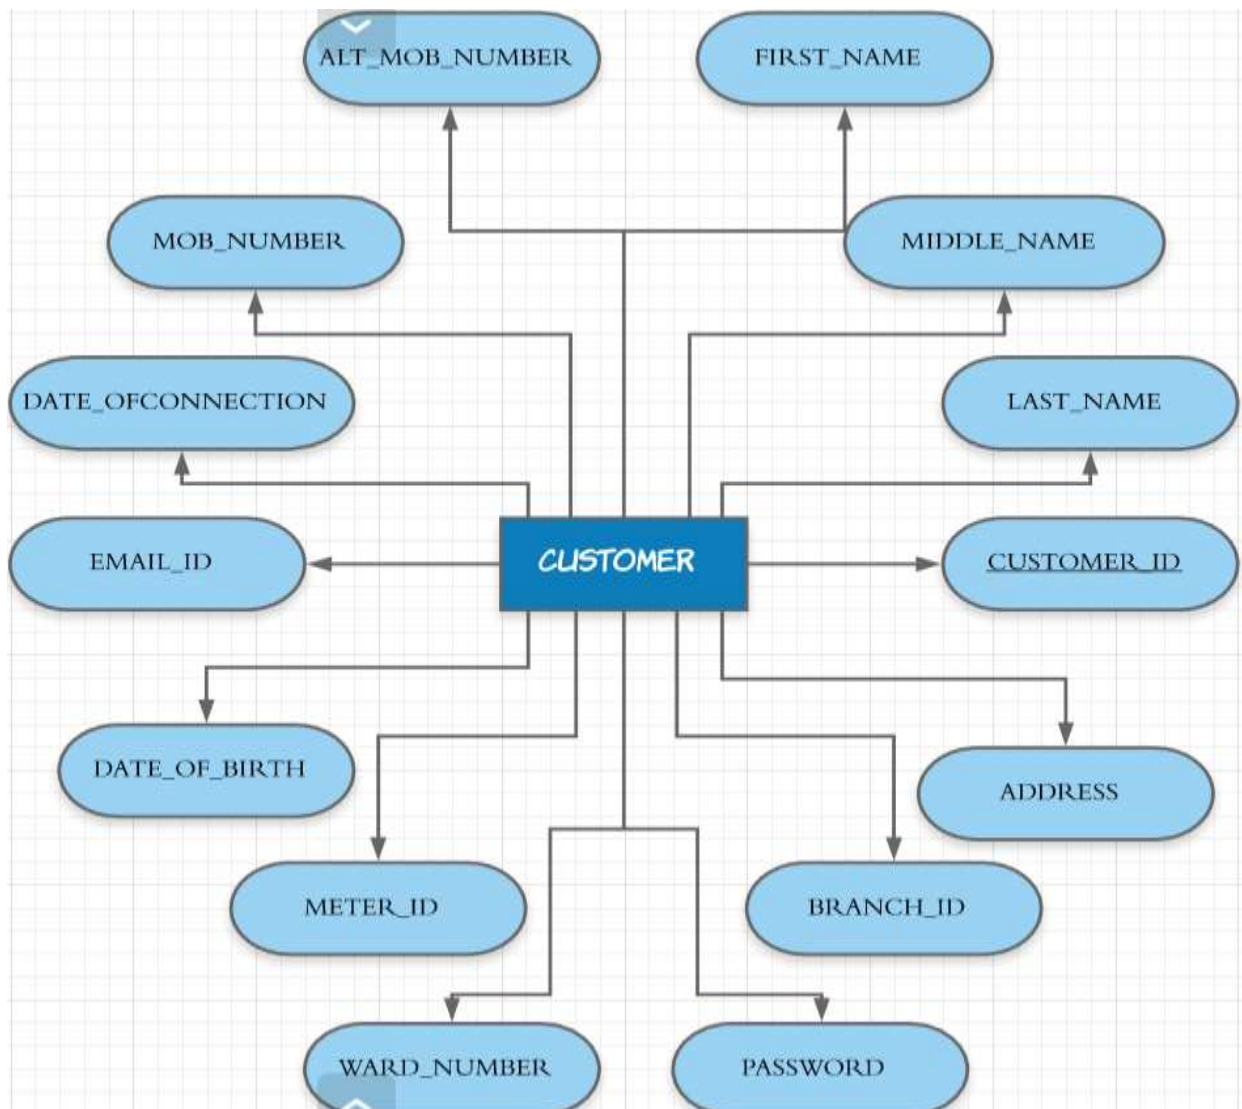 ALT_MOB_NUMBER
FIRST_NAME
MOB_NUMBER
MIDDLE_NAME
DATE_OFCONNECTION
LAST_NAME
EMAIL_ID
CUSTOMER
CUSTOMER_ID
DATE_OF_BIRTH
ADDRESS
METER_ID
BRANCH_ID
WARD_NUMBER
PASSWORD